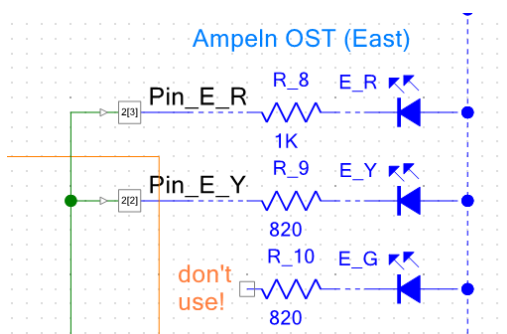 Ampeln OST (East)
R_8 E_R
Pin_E_R
2[3]
1K
R_9 E_Y
Pin_E_Y
2[2]
820
R_10 E_G
don't
use!
820